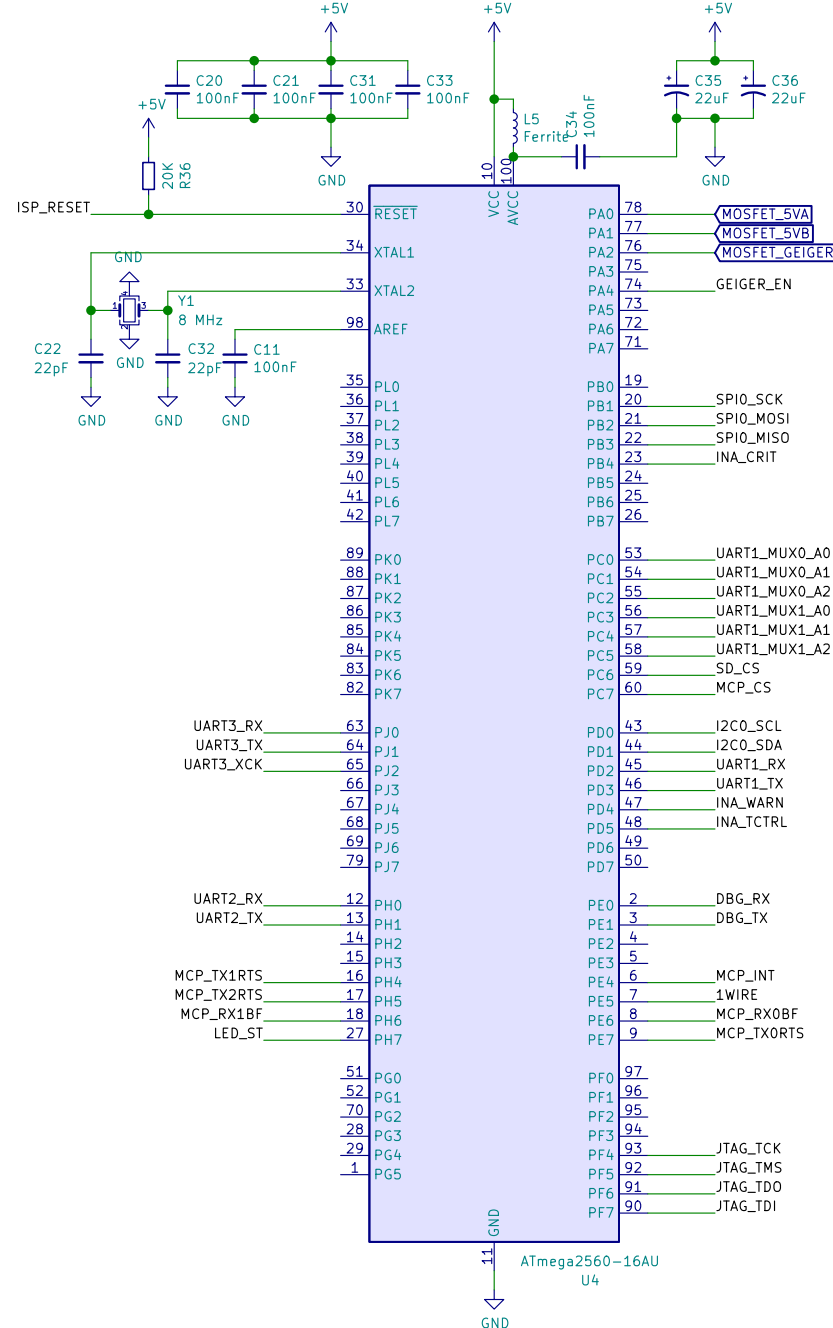 +5V
+5V
+5V
C20
100nF
C21
100nF
C31
100nF
C33
100nF
C35
22uF
C36
22uF
+5V
L5
Ferrite
C34
100nF
20K
R36
GND
GND
10
100
VCC
AVCC
ISP_RESET
30 RESET
34 XTAL1
33 XTAL2
98 AREF
GND
1
2
3
4
Y1
8 MHz
GND
C22
22pF
C32
22pF
C11
100nF
GND
GND
GND
35 PL0
36 PL1
37 PL2
38 PL3
39 PL4
40 PL5
41 PL6
42 PL7
89 PK0
88 PK1
87 PK2
86 PK3
85 PK4
84 PK5
83 PK6
82 PK7
UART3_RX 63 PJ0
UART3_TX 64 PJ1
UART3_XCK 65 PJ2
66 PJ3
67 PJ4
68 PJ5
69 PJ6
79 PJ7
UART2_RX 12 PH0
UART2_TX 13 PH1
14 PH2
15 PH3
MCP_TX1RTS 16 PH4
MCP_TX2RTS 17 PH5
MCP_RX1BF 18 PH6
LED_ST 27 PH7
51 PG0
52 PG1
70 PG2
28 PG3
29 PG4
1 PG5
PA0 78 MOSFET_5VA
PA1 77 MOSFET_5VB
PA2 76 MOSFET_GEIGER
PA3 75
PA4 74 GEIGER_EN
PA5 73
PA6 72
PA7 71
PB0 19
PB1 20 SPI0_SCK
PB2 21 SPI0_MOSI
PB3 22 SPI0_MISO
PB4 23 INA_CRIT
PB5 24
PB6 25
PB7 26
PC0 53 UART1_MUX0_A0
PC1 54 UART1_MUX0_A1
PC2 55 UART1_MUX0_A2
PC3 56 UART1_MUX1_A0
PC4 57 UART1_MUX1_A1
PC5 58 UART1_MUX1_A2
PC6 59 SD_CS
PC7 60 MCP_CS
PD0 43 I2C0_SCL
PD1 44 I2C0_SDA
PD2 45 UART1_RX
PD3 46 UART1_TX
PD4 47 INA_WARN
PD5 48 INA_TCTRL
PD6 49
PD7 50
PE0 2 DBG_RX
PE1 3 DBG_TX
PE2 4
PE3 5
PE4 6 MCP_INT
PE5 7 1WIRE
PE6 8 MCP_RX0BF
PE7 9 MCP_TX0RTS
PF0 97
PF1 96
PF2 95
PF3 94
PF4 93 JTAG_TCK
PF5 92 JTAG_TMS
PF6 91 JTAG_TDO
PF7 90 JTAG_TDI
GND
11
ATmega2560-16AU
U4
GND